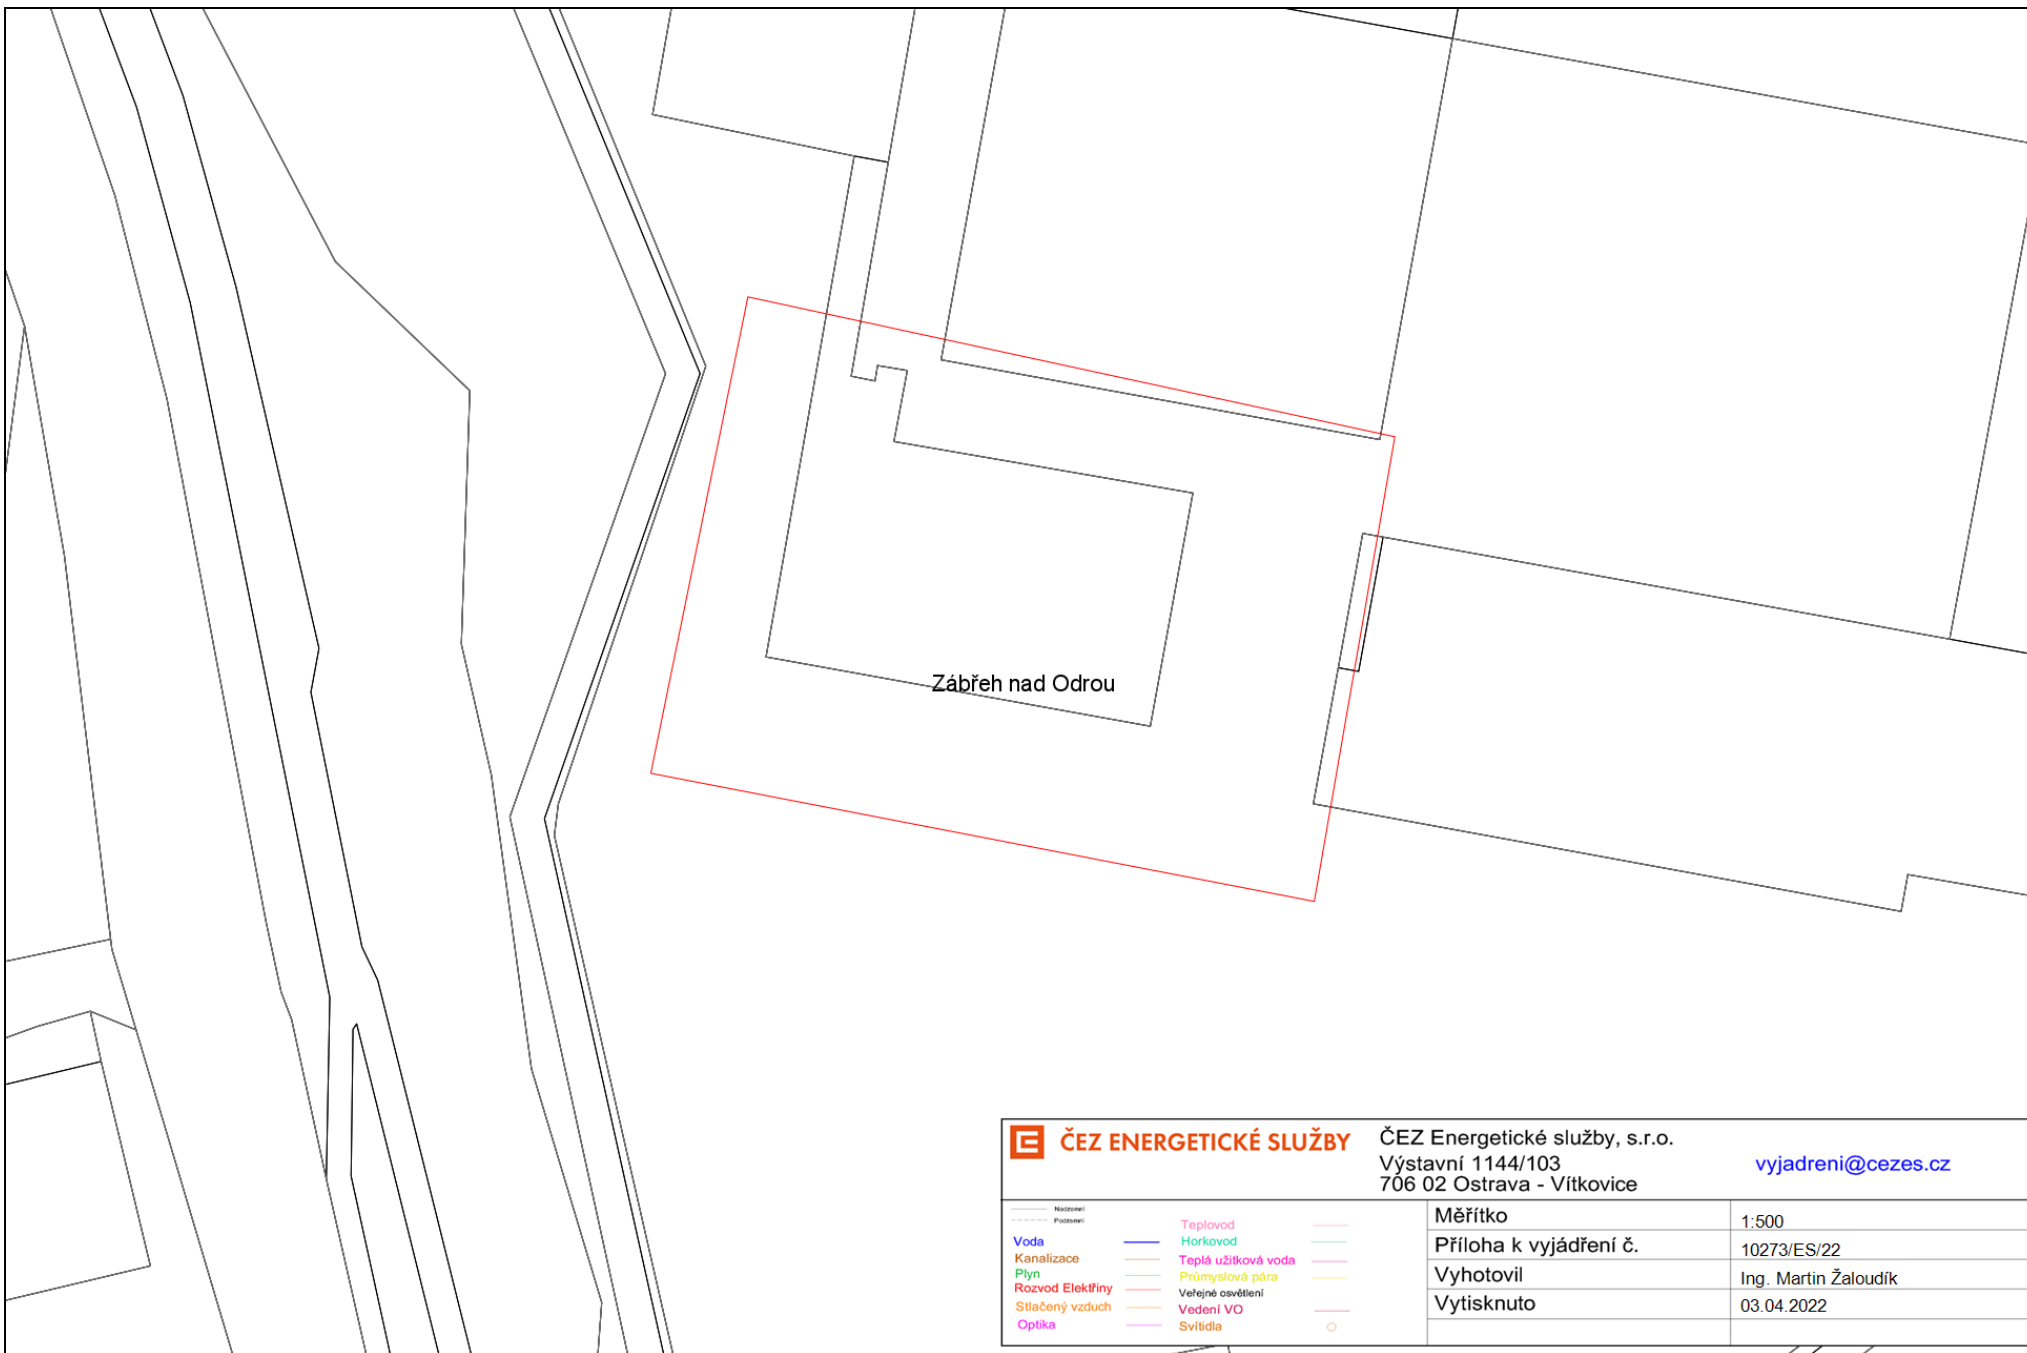 Zábřeh nad Odrou
ČEZ ENERGETICKÉ SLUŽBY
ČEZ Energetické služby, s.r.o.
Výstavní 1144/103
706 02 Ostrava - Vítkovice
vyjadreni@cezes.cz
Nadzemní
Podzemní
Voda
Kanalizace
Plyn
Rozvod Elektřiny
Stlačený vzduch
Optika
Teplovod
Horkovod
Teplá užitková voda
Průmyslová pára
Veřejné osvětlení
Vedení VO
Svítidla
Měřítko 1:500
Příloha k vyjádření č. 10273/ES/22
Vyhotovil Ing. Martin Žaloudík
Vytisknuto 03.04.2022